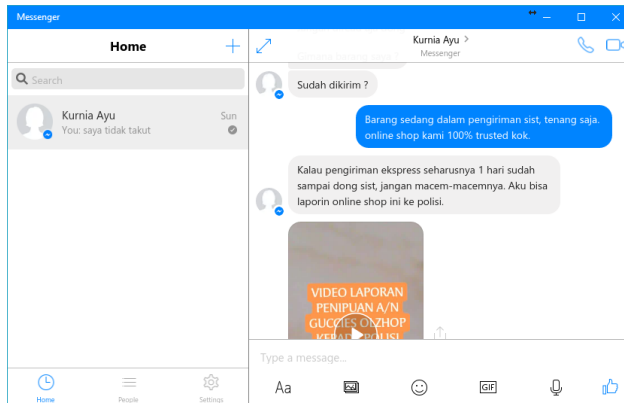 Messenger
Home
Search
Kurnia Ayu
Sun
You: saya tidak takut
Home
People
Settings
Kurnia Ayu
Messenger
Sudah dikirim ?
Barang sedang dalam pengiriman sist, tenang saja.
online shop kami 100% trusted kok.
Kalau pengiriman ekspress seharusnya 1 hari sudah
sampai dong sist, jangan macem-macemnya. Aku bisa
laporin online shop ini ke polisi.
VIDEO LAPORAN
PENIPUAN A/N
GUCCIES OLZHOP
Type a message...
Aa
GIF